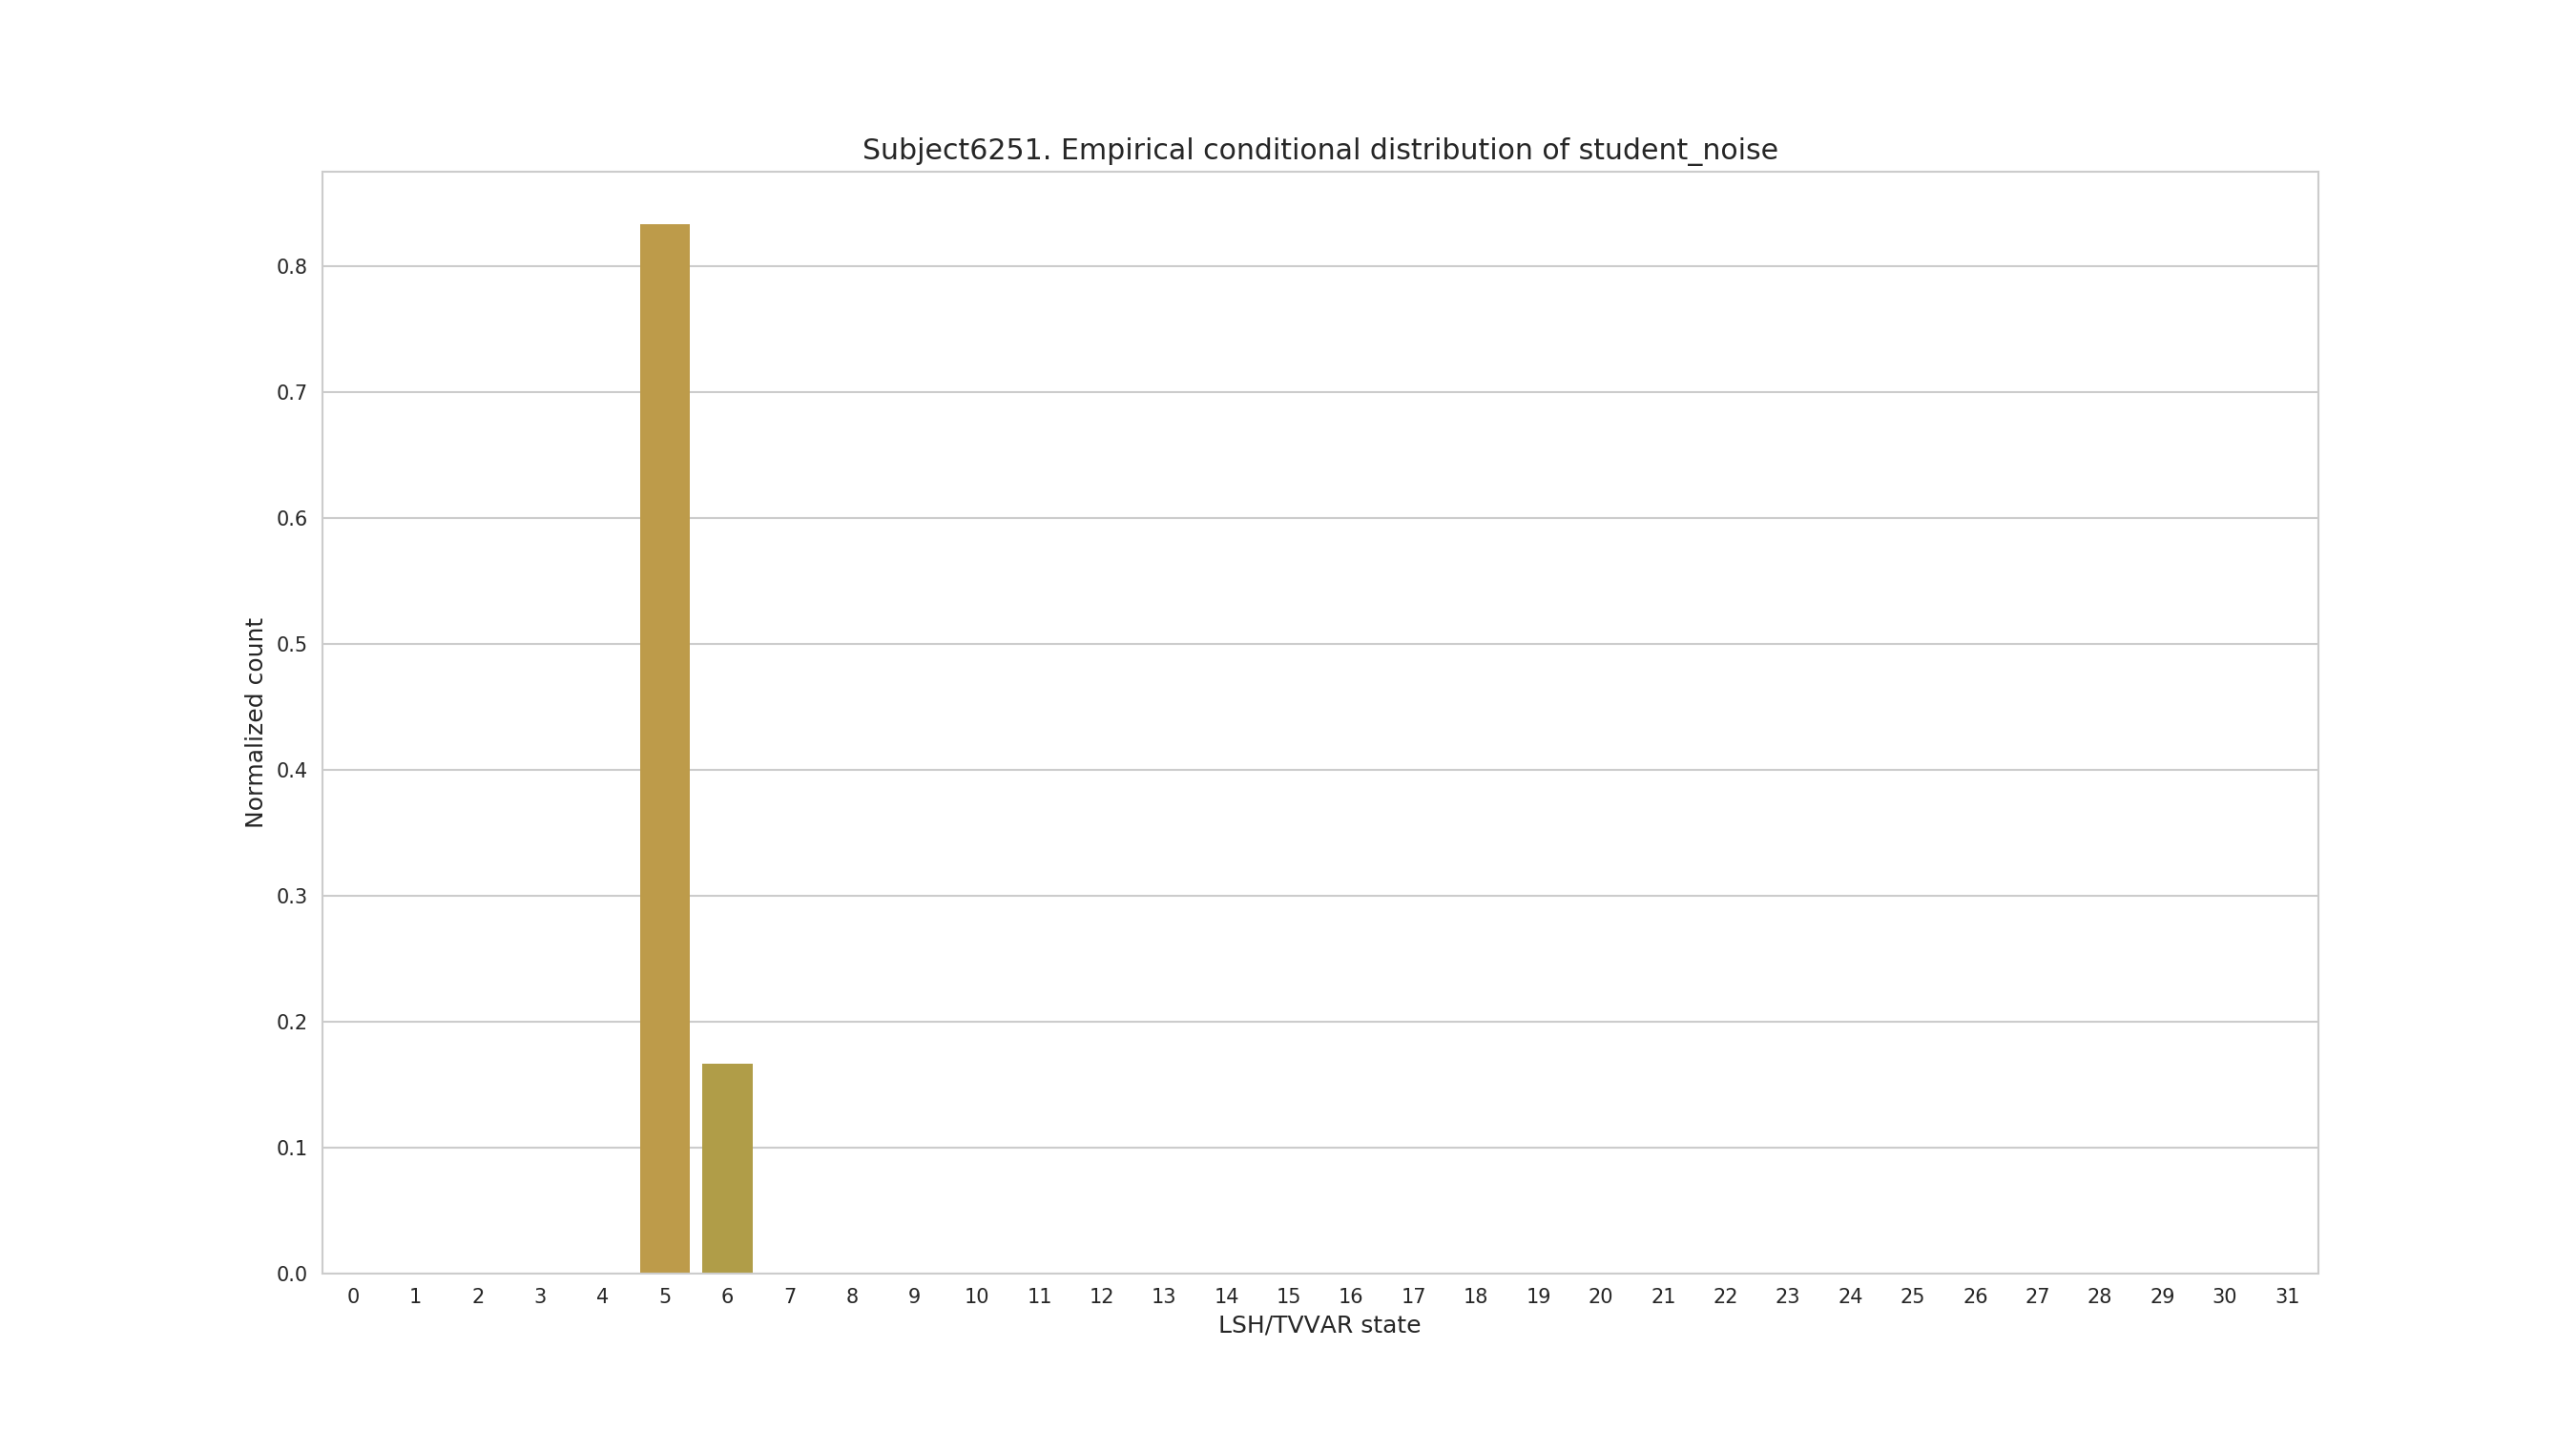 Subject6251. Empirical conditional distribution of student_noise
Normalized count
0.8
0.7
0.6
0.5
0.4
0.3
0.2
0.1
0.0
0 1 2 3 4 5 6 7 8 9 10 11 12 13 14 15 16 17 18 19 20 21 22 23 24 25 26 27 28 29 30 31
LSH/TVVAR state